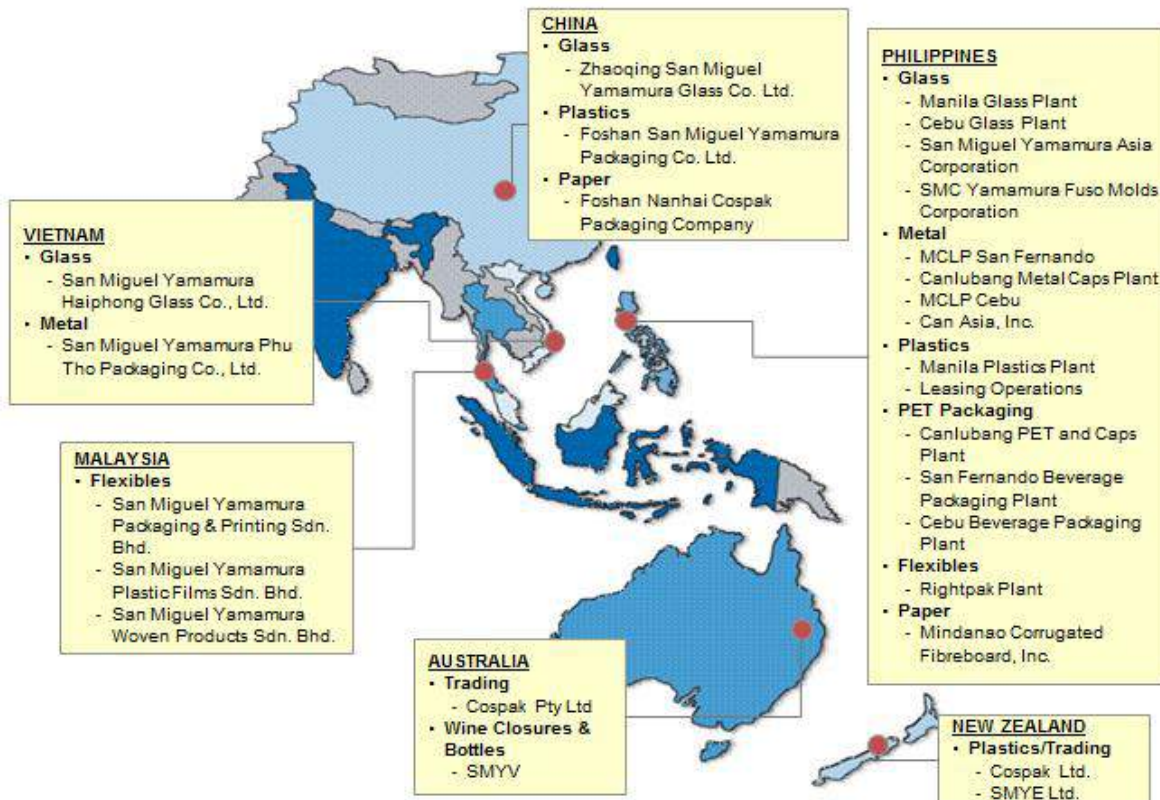 CHINA
• Glass
- Zhaoqing San Miguel
Yamamura Glass Co. Ltd.
• Plastics
- Foshan San Miguel Yamamura
Packaging Co. Ltd.
• Paper
- Foshan Nanhai Cospak
Packaging Company
PHILIPPINES
• Glass
- Manila Glass Plant
- Cebu Glass Plant
- San Miguel Yamamura Asia
Corporation
- SMC Yamamura Fuso Molds
Corporation
• Metal
- MCLP San Fernando
- Canlubang Metal Caps Plant
- MCLP Cebu
- Can Asia, Inc.
• Plastics
- Manila Plastics Plant
- Leasing Operations
• PET Packaging
- Canlubang PET and Caps
Plant
- San Fernando Beverage
Packaging Plant
- Cebu Beverage Packaging
Plant
• Flexibles
- Rightpak Plant
• Paper
- Mindanao Corrugated
Fibreboard, Inc.
VIETNAM
• Glass
- San Miguel Yamamura
Haiphong Glass Co., Ltd.
• Metal
- San Miguel Yamamura Phu
Tho Packaging Co., Ltd.
MALAYSIA
• Flexibles
- San Miguel Yamamura
Packaging & Printing Sdn.
Bhd.
- San Miguel Yamamura
Plastic Films Sdn. Bhd.
- San Miguel Yamamura
Woven Products Sdn. Bhd.
AUSTRALIA
• Trading
- Cospak Pty Ltd
• Wine Closures &
Bottles
- SMYV
NEW ZEALAND
• Plastics/Trading
- Cospak Ltd.
- SMYE Ltd.